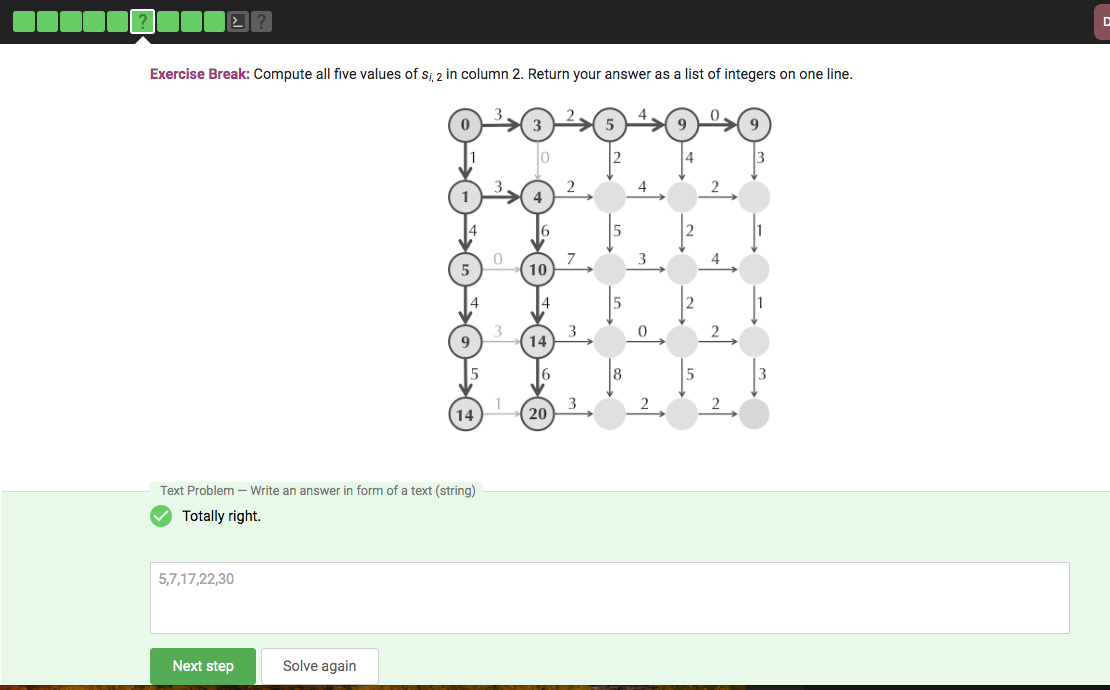 ? >_ ? D
Exercise Break: Compute all five values of si, 2 in column 2. Return your answer as a list of integers on one line.
3 2 4 0
0 3 5 9 9
1 0 2 4 3
3 2 4 2
1 4
4 6 5 2 1
0 7 3 4
5 10
4 4 5 2 1
3 3 0 2
9 14
5 6 8 5 3
1 3 2 2
14 20
Text Problem — Write an answer in form of a text (string)
Totally right.
5,7,17,22,30
Next step Solve again